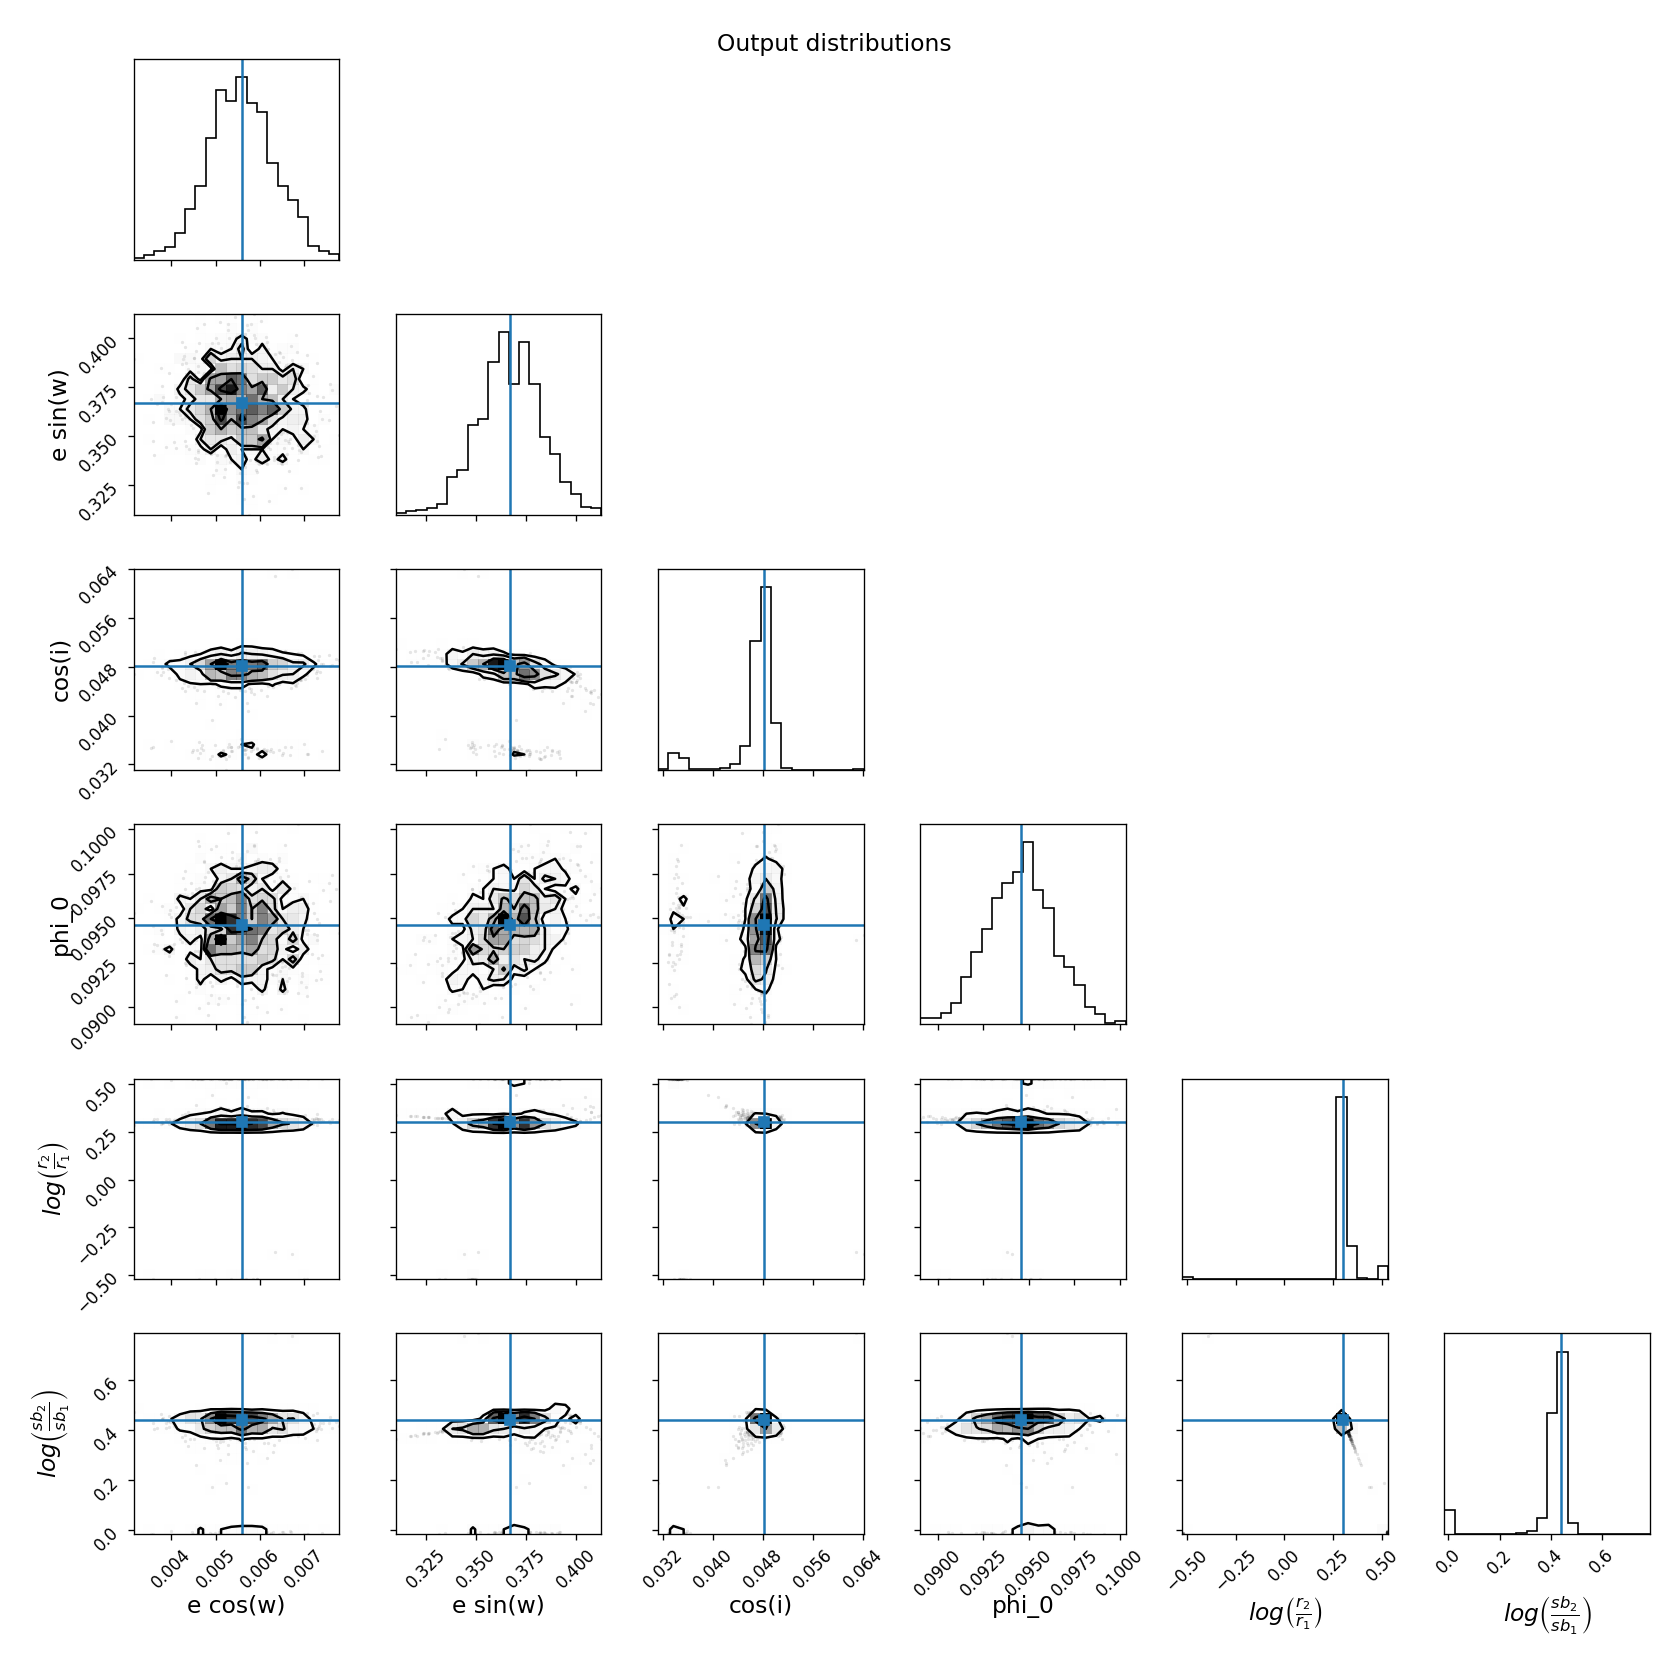 Output distributions
e sin(w)
0.400
0.375
0.350
0.325
cos(i)
0.064
0.056
0.048
0.040
0.032
phi_0
0.1000
0.0975
0.0950
0.0925
0.0900
log(r2/r1)
0.50
0.25
0.00
−0.25
−0.50
log(sb2/sb1)
0.6
0.4
0.2
0.0
0.004 0.005 0.006 0.007
0.325 0.350 0.375 0.400
0.032 0.040 0.048 0.056 0.064
0.0900 0.0925 0.0950 0.0975 0.1000
−0.50 −0.25 0.00 0.25 0.50
0.0 0.2 0.4 0.6
e cos(w) e sin(w) cos(i) phi_0 log(r2/r1) log(sb2/sb1)